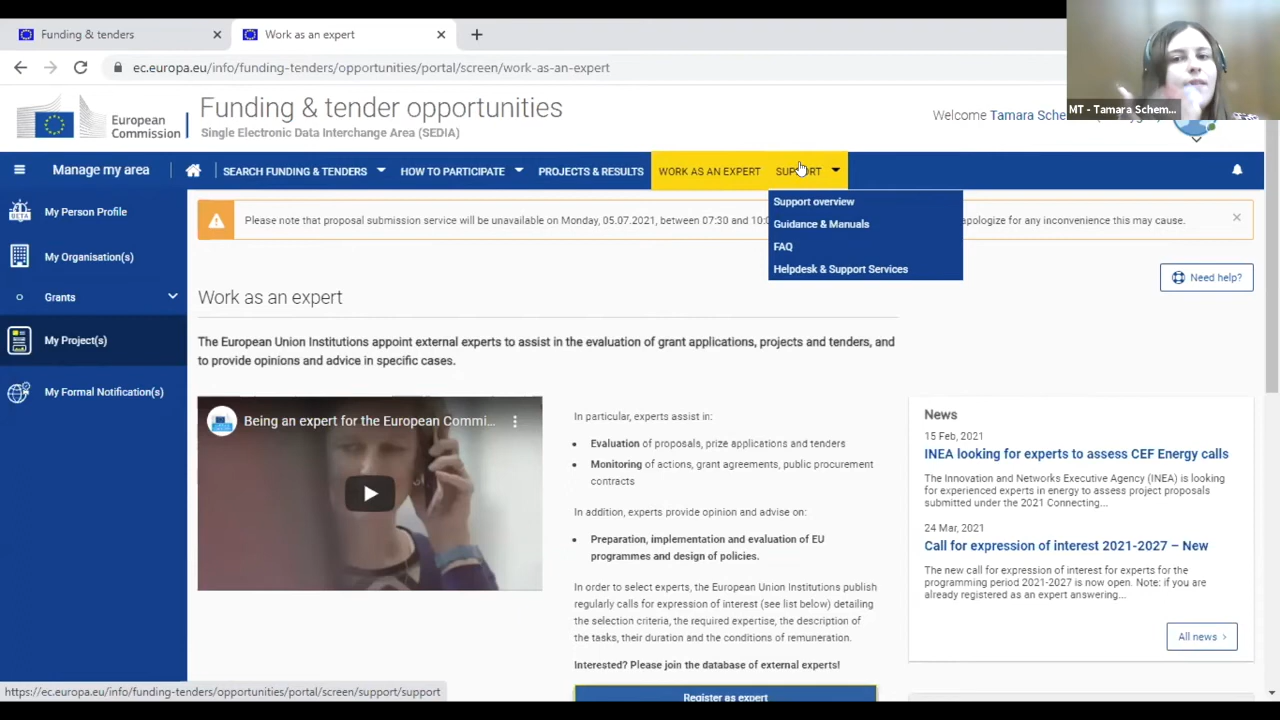 Funding & tenders
Work as an expert
ec.europa.eu/info/funding-tenders/opportunities/portal/screen/work-as-an-expert
MT - Tamara Schem...
European
Commission
Funding & tender opportunities
Single Electronic Data Interchange Area (SEDIA)
Welcome Tamara Sche
Manage my area
SEARCH FUNDING & TENDERS
HOW TO PARTICIPATE
PROJECTS & RESULTS
WORK AS AN EXPERT
SUPPORT
Support overview
Guidance & Manuals
FAQ
Helpdesk & Support Services
My Person Profile
BETA
My Organisation(s)
Grants
My Project(s)
My Formal Notification(s)
Please note that proposal submission service will be unavailable on Monday, 05.07.2021, between 07:30 and 10:0 apologize for any inconvenience this may cause.
Need help?
Work as an expert
The European Union Institutions appoint external experts to assist in the evaluation of grant applications, projects and tenders, and
to provide opinions and advice in specific cases.
Being an expert for the European Commi...
In particular, experts assist in:
Evaluation of proposals, prize applications and tenders
Monitoring of actions, grant agreements, public procurement
contracts
In addition, experts provide opinion and advise on:
Preparation, implementation and evaluation of EU
programmes and design of policies.
In order to select experts, the European Union Institutions publish
regularly calls for expression of interest (see list below) detailing
the selection criteria, the required expertise, the description of
the tasks, their duration and the conditions of remuneration.
Interested? Please join the database of external experts!
Register as expert
News
15 Feb, 2021
INEA looking for experts to assess CEF Energy calls
The Innovation and Networks Executive Agency (INEA) is looking
for experienced experts in energy to assess project proposals
submitted under the 2021 Connecting...
24 Mar, 2021
Call for expression of interest 2021-2027 – New
The new call for expression of interest for experts for the
programming period 2021-2027 is now open. Note: if you are
already registered as an expert answering...
All news
https://ec.europa.eu/info/funding-tenders/opportunities/portal/screen/support/support